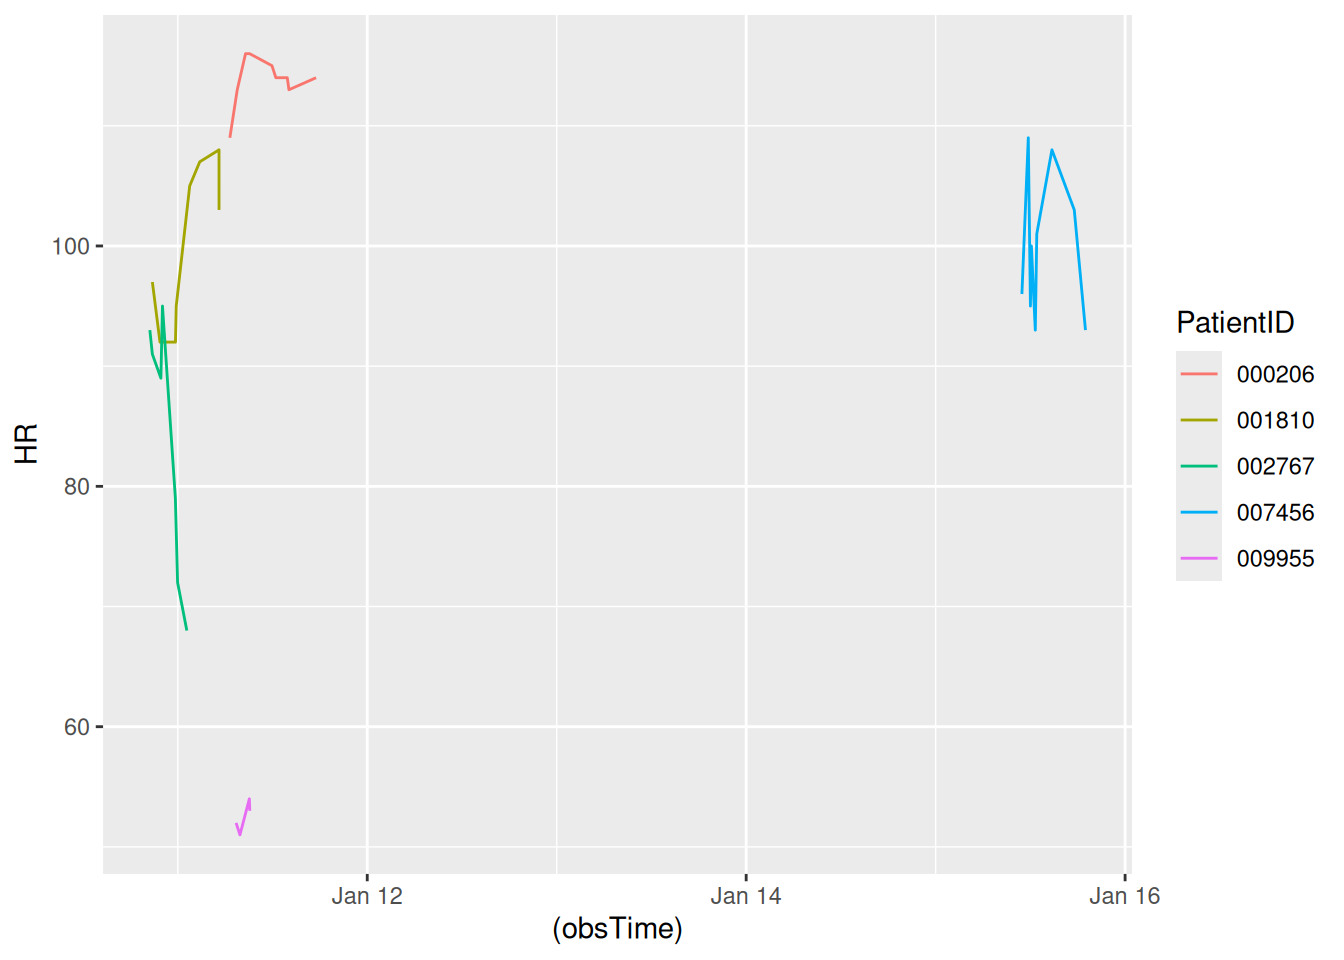 100
80
60
HR
Jan 12
Jan 14
Jan 16
(obsTime)
PatientID
000206
001810
002767
007456
009955